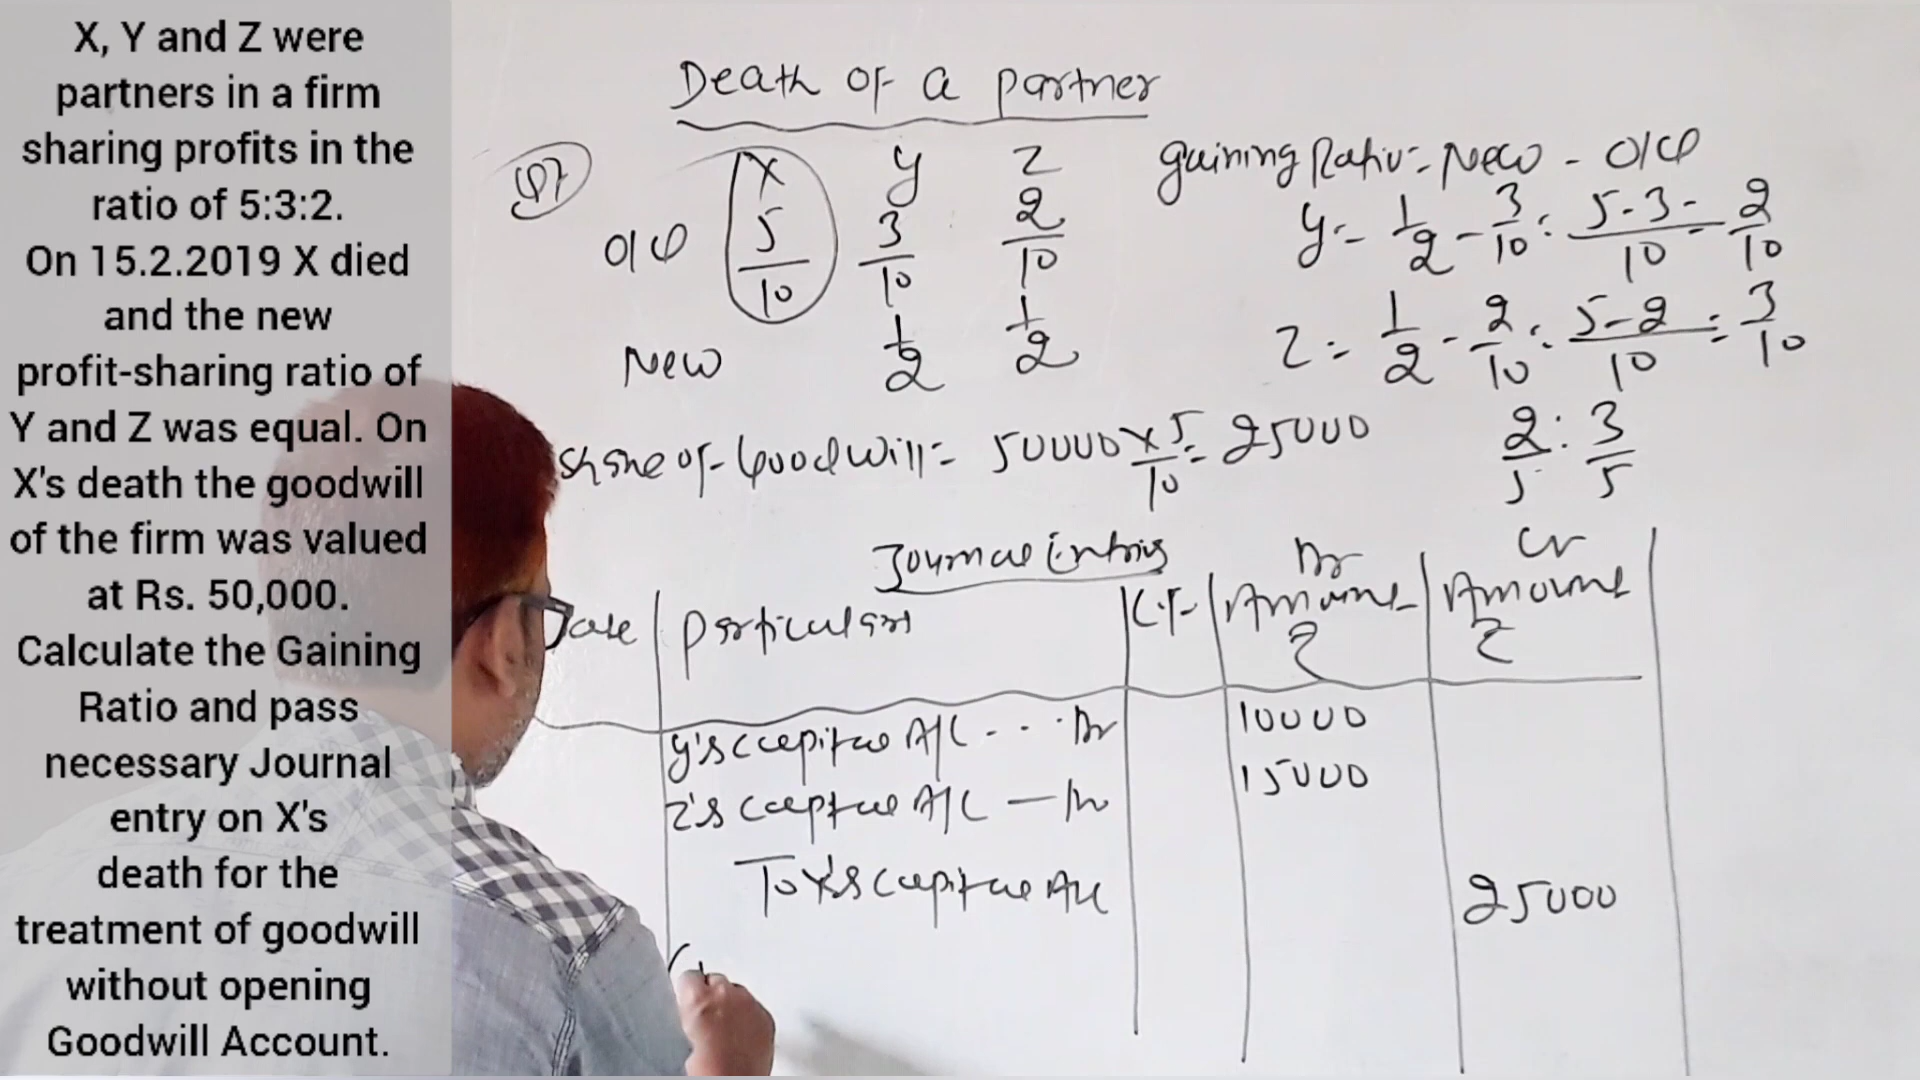 X, Y and Z were
partners in a firm
sharing profits in the
ratio of 5:3:2.
On 15.2.2019 X died
and the new
profit-sharing ratio of
Y and Z was equal. On
X's death the goodwill
of the firm was valued
at Rs. 50,000.
Calculate the Gaining
Ratio and pass
necessary Journal
entry on X's
death for the
treatment of goodwill
without opening
Goodwill Account.
Death of a partner
X Y Z
Old 5/10 3/10 2/10
New 1/2 1/2
gaining Ratio = New - Old
Y = 1/2 - 3/10 = 5-3/10 = 2/10
Z = 1/2 - 2/10 = 5-2/10 = 3/10
2/5 : 3/5
share of Goodwill = 50000 x 5/10 = 25000
Journal Entries
Date particulars L.F. Dr Amount ₹ Cr Amount ₹
Y's capital A/c - - - Dr 10000
Z's capital A/c — Dr 15000
To X's capital A/c 25000